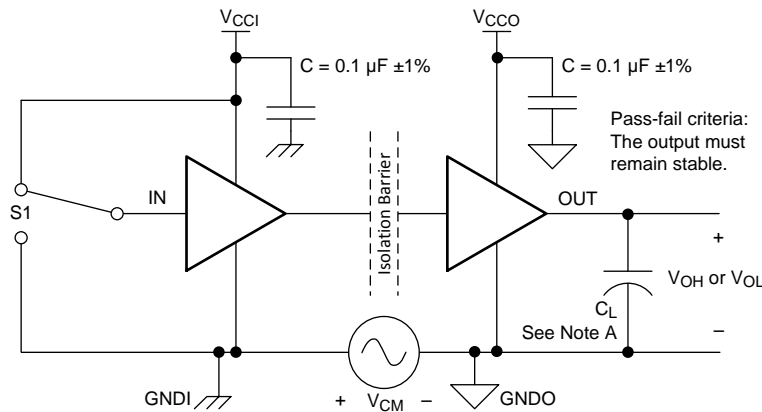 VCCI
VCCO
C = 0.1 µF ±1%
C = 0.1 µF ±1%
Pass-fail criteria:
The output must
remain stable.
Isolation Barrier
IN
OUT
S1
+
VOH or VOL
CL
See Note A
–
GNDI
+ VCM –
GNDO